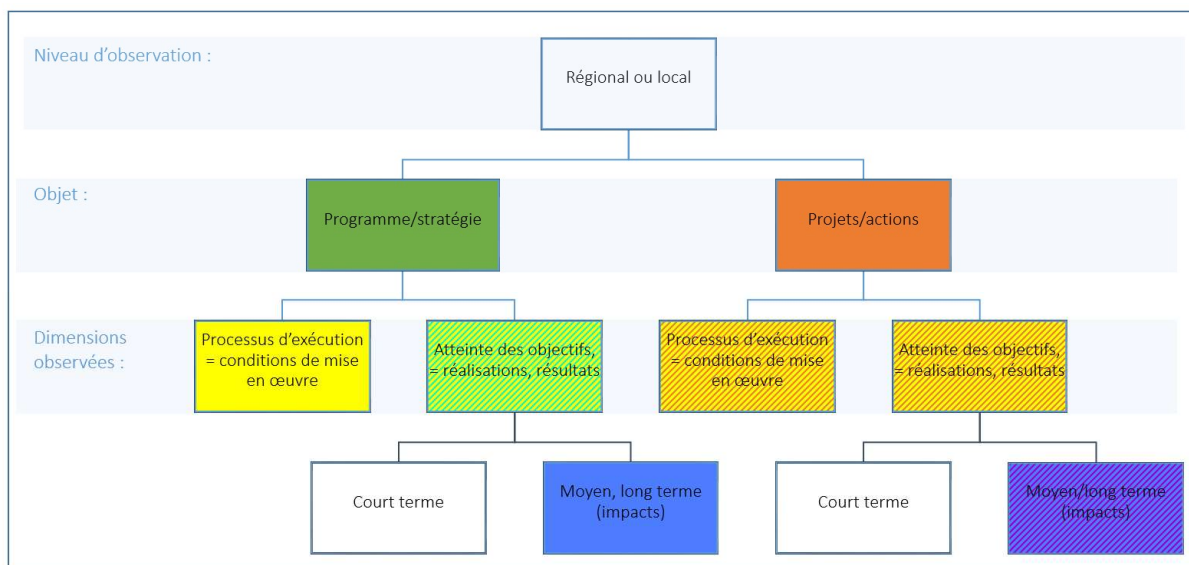 Niveau d'observation :
Régional ou local
Objet :
Programme/stratégie
Projets/actions
Dimensions
observées :
Processus d'exécution
= conditions de mise
en œuvre
Atteinte des objectifs,
= réalisations, résultats
Processus d'exécution
= conditions de mise
en œuvre
Atteinte des objectifs,
= réalisations, résultats
Court terme
Moyen, long terme
(impacts)
Court terme
Moyen/long terme
(impacts)